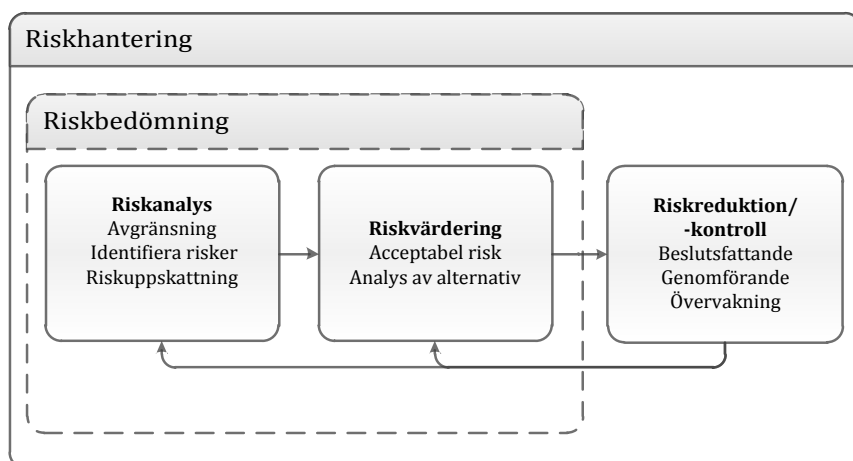 Riskhantering
Riskbedömning
Riskanalys
Avgränsning
Identifiera risker
Riskuppskattning
Riskvärdering
Acceptabel risk
Analys av alternativ
Riskreduktion/
-kontroll
Beslutsfattande
Genomförande
Övervakning